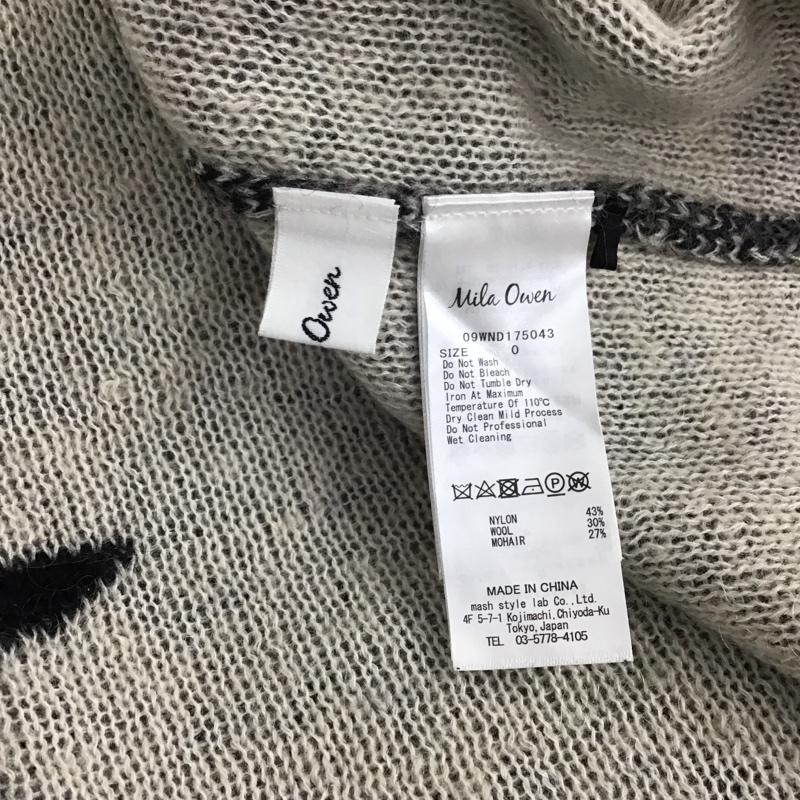 Owen
Mila Owen
09WND175043
SIZE 0
Do Not Wash
Do Not Bleach
Do Not Tumble Dry
Iron At Maximum
Temperature Of 110℃
Dry Clean Mild Process
Do Not Professional
Wet Cleaning
P W
NYLON 43%
WOOL 30%
MOHAIR 27%
MADE IN CHINA
mash style lab Co.,Ltd.
4F 5-7-1 Kojimachi,Chiyoda-Ku
Tokyo,Japan
TEL 03-5778-4105